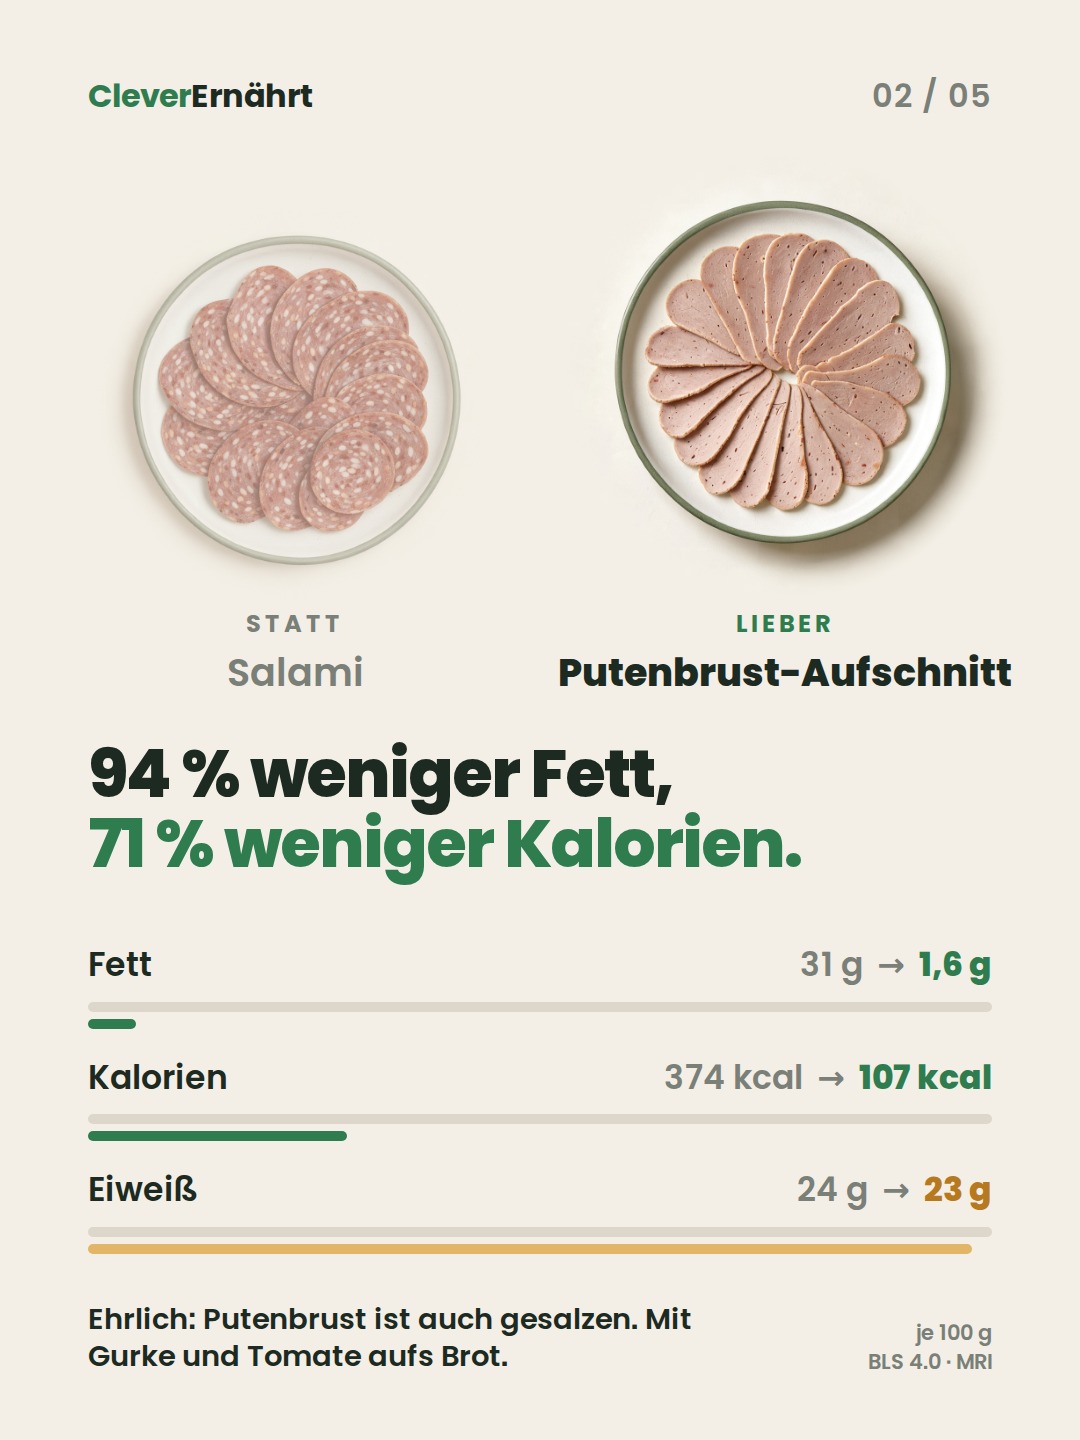 CleverErnährt
02 / 05
STATT
Salami
LIEBER
Putenbrust-Aufschnitt
94 % weniger Fett,
71 % weniger Kalorien.
Fett
31 g → 1,6 g
Kalorien
374 kcal → 107 kcal
Eiweiß
24 g → 23 g
Ehrlich: Putenbrust ist auch gesalzen. Mit
Gurke und Tomate aufs Brot.
je 100 g
BLS 4.0 · MRI